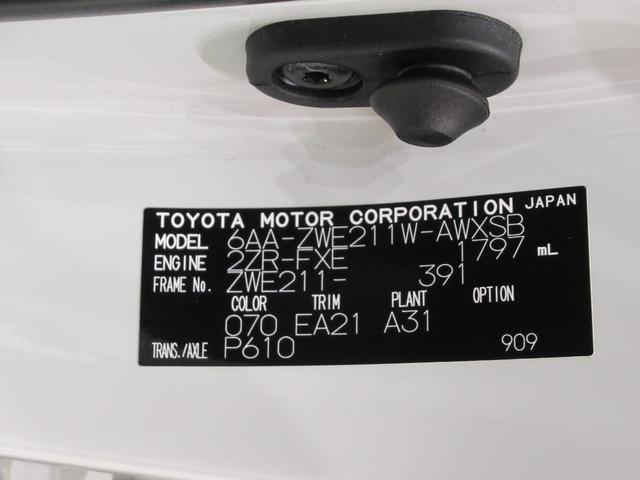 TOYOTA MOTOR CORPORATION JAPAN
MODEL 6AA-ZWE211W-AWXSB
ENGINE 2ZR-FXE 1797 mL
FRAME No. ZWE211- 391
COLOR TRIM PLANT OPTION
070 EA21 A31
TRANS./AXLE P610 909